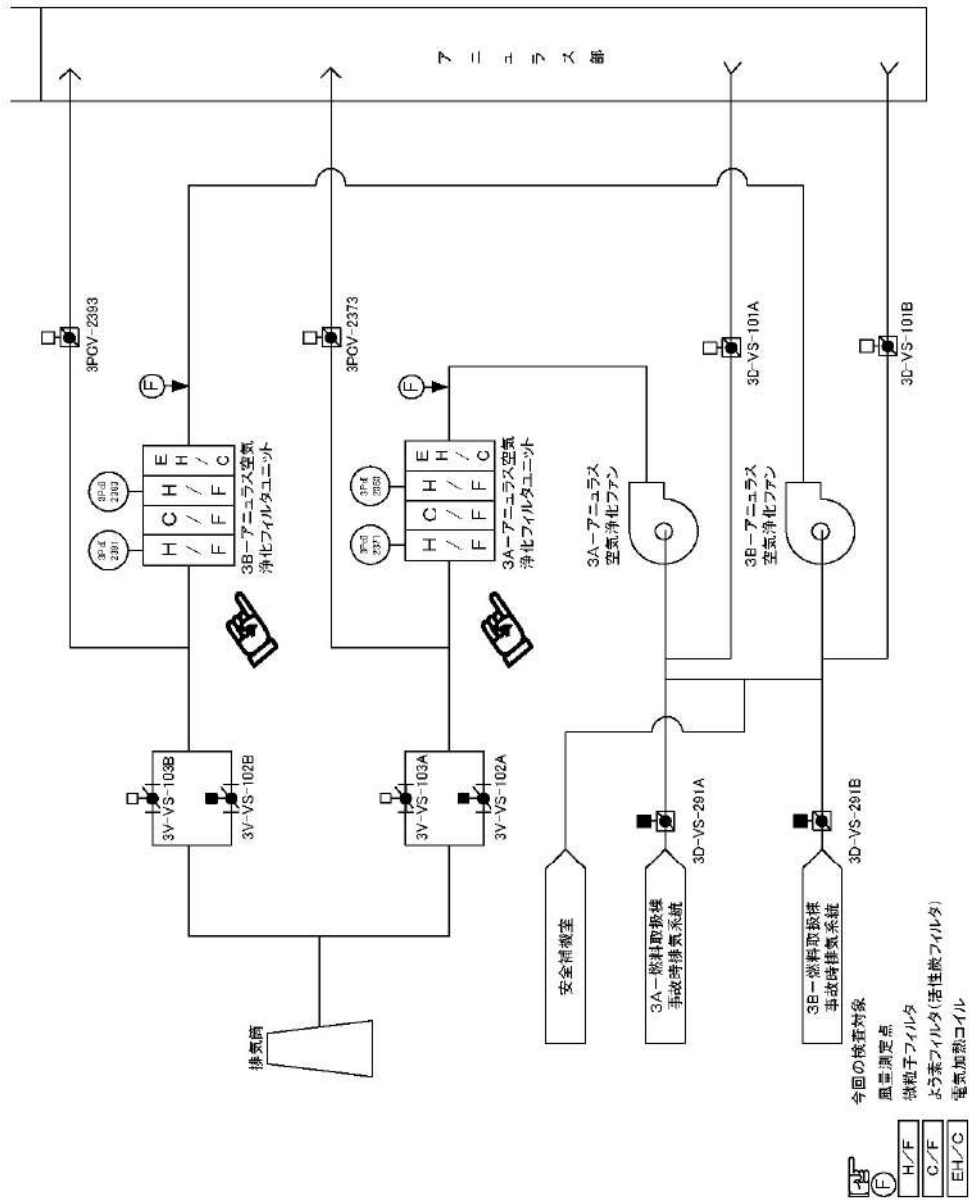 アニュラス部
3PCV-2393
F
3B-アニュラス空気
浄化フィルタユニット
H/F
C/F
H/F
EH/C
3V-VS-103B
3V-VS-102B
3PCV-2373
F
3A-アニュラス空気
浄化フィルタユニット
H/F
C/F
H/F
EH/C
3V-VS-103A
3V-VS-102A
排気筒
3D-VS-101A
3A-アニュラス
空気浄化ファン
3D-VS-101B
3B-アニュラス
空気浄化ファン
安全補機室
3A-燃料取扱棟
事故時排気系統
3D-VS-291A
3B-燃料取扱棟
事故時排気系統
3D-VS-291B
今回の検査対象
F 風量測定点
H/F 微粒子フィルタ
C/F よう素フィルタ(活性炭フィルタ)
EH/C 電気加熱コイル